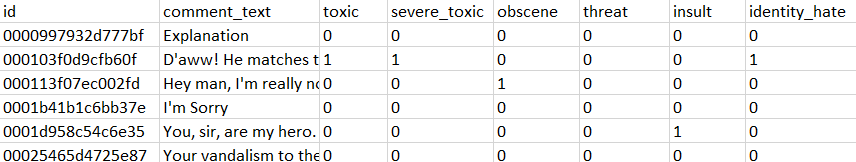 id comment_text toxic severe_toxic obscene threat insult identity_hate
0000997932d777bf Explanation 0 0 0 0 0 0
000103f0d9cfb60f D'aww! He matches t 1 1 0 0 0 1
000113f07ec002fd Hey man, I'm really no 0 0 1 0 0 0
0001b41b1c6bb37e I'm Sorry 0 0 0 0 0 0
0001d958c54c6e35 You, sir, are my hero. 0 0 0 0 1 0
00025465d4725e87 Your vandalism to the 0 0 0 0 0 0